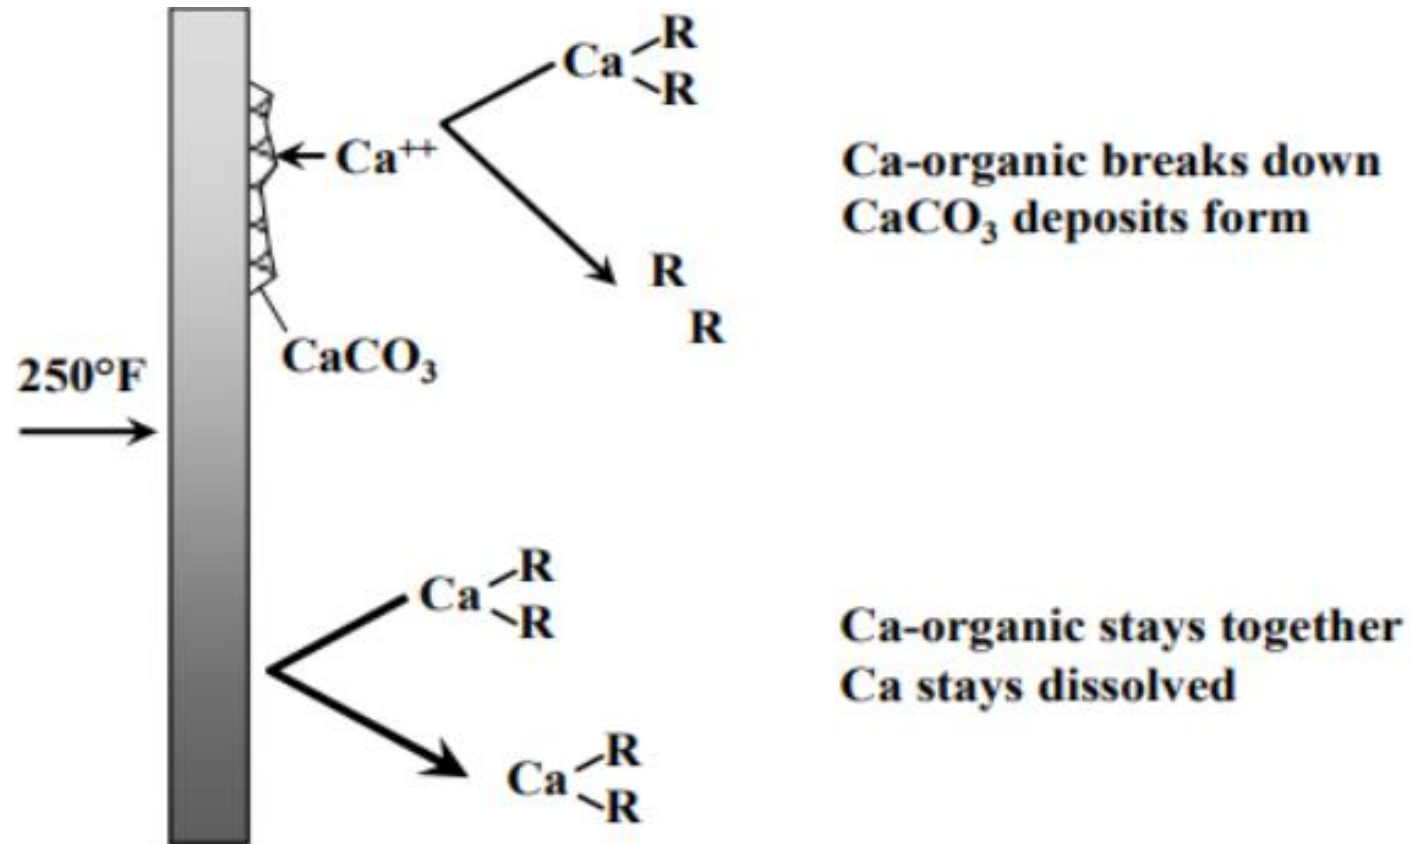 Ca R
R
Ca⁺⁺
Ca-organic breaks down
CaCO₃ deposits form
R
R
CaCO₃
250°F
Ca R
R
Ca-organic stays together
Ca stays dissolved
Ca R
R